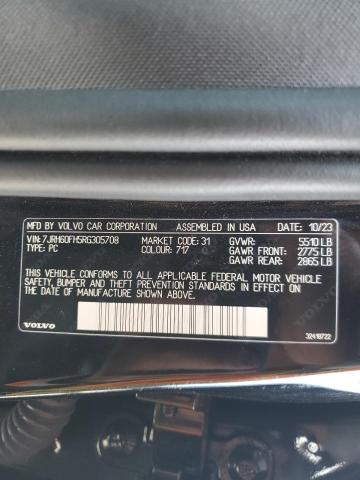 MFD BY VOLVO CAR CORPORATION ASSEMBLED IN USA DATE: 10/23
VIN: 7JRH60FH5RG305708 MARKET CODE: 31 GVWR: 5510 LB
TYPE: PC COLOUR: 717 GAWR FRONT: 2775 LB
GAWR REAR: 2865 LB
THIS VEHICLE CONFORMS TO ALL APPLICABLE FEDERAL MOTOR VEHICLE
SAFETY, BUMPER AND THEFT PREVENTION STANDARDS IN
EFFECT ON THE DATE OF MANUFACTURE SHOWN ABOVE.
VOLVO
32418722